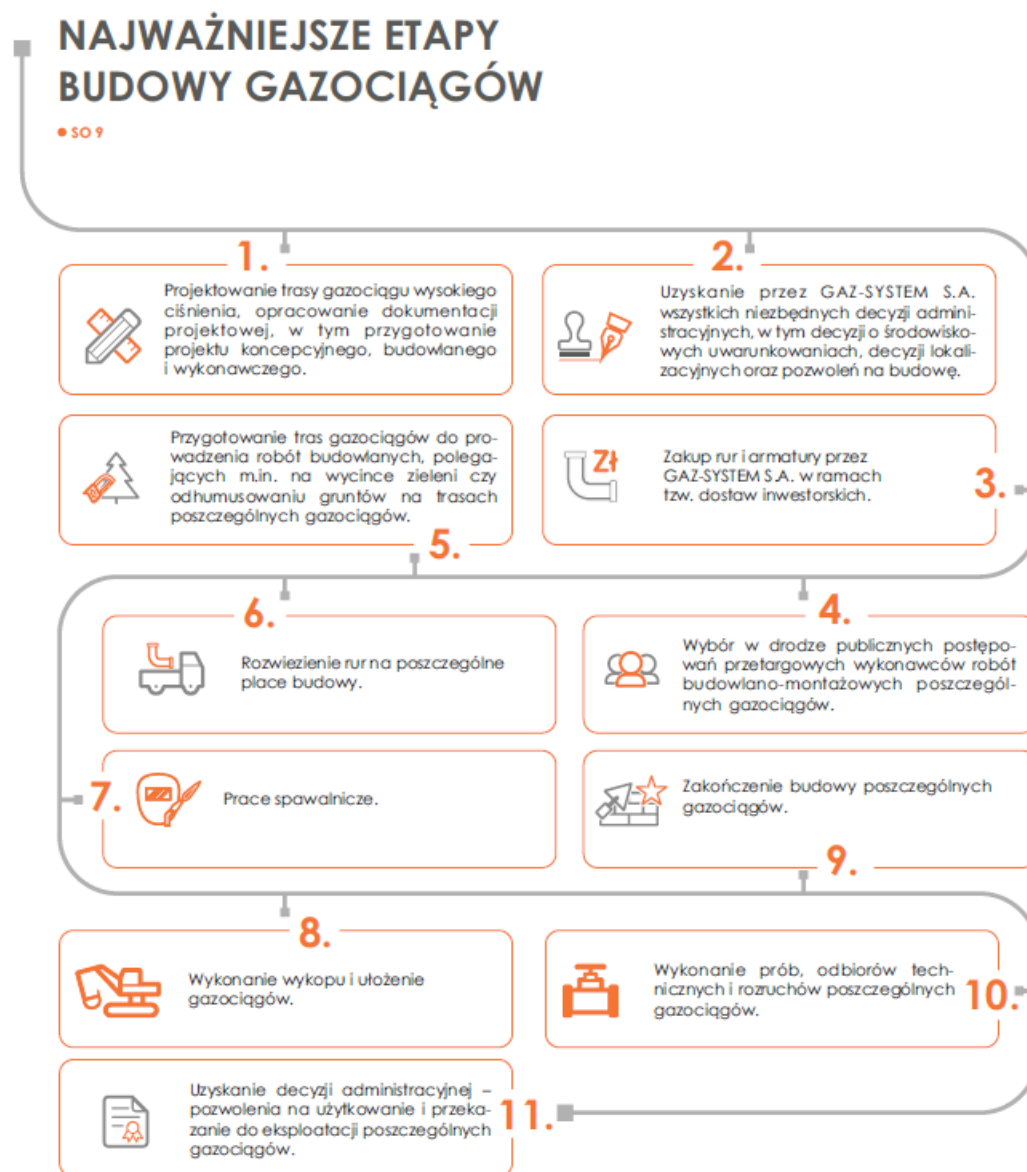 NAJWAŻNIEJSZE ETAPY
BUDOWY GAZOCIĄGÓW
SO 9
1.
Projektowanie trasy gazociągu wysokiego
ciśnienia, opracowanie dokumentacji
projektowej, w tym przygotowanie
projektu koncepcyjnego, budowlanego
i wykonawczego.
2.
Uzyskanie przez GAZ-SYSTEM S.A.
wszystkich niezbędnych decyzji admini-
stracyjnych, w tym decyzji o środowisko-
wych uwarunkowaniach, decyzji lokali-
zacyjnych oraz pozwoleń na budowę.
Przygotowanie tras gazociągów do pro-
wadzenia robót budowlanych, polega-
jących m.in. na wycince zieleni czy
odhumusowaniu gruntów na trasach
poszczególnych gazociągów.
5.
Zł
Zakup rur i armatury przez
GAZ-SYSTEM S.A. w ramach
tzw. dostaw inwestorskich.
3.
6.
Rozwiezienie rur na poszczególne
place budowy.
4.
Wybór w drodze publicznych postępo-
wań przetargowych wykonawców robót
budowlano-montażowych poszczegól-
nych gazociągów.
7.
Prace spawalnicze.
Zakończenie budowy poszczególnych
gazociągów.
9.
8.
Wykonanie wykopu i ułożenie
gazociągów.
Wykonanie prób, odbiorów tech-
nicznych i rozruchów poszczególnych
gazociągów.
10.
Uzyskanie decyzji administracyjnej –
pozwolenia na użytkowanie i przeka-
zanie do eksploatacji poszczególnych
gazociągów.
11.